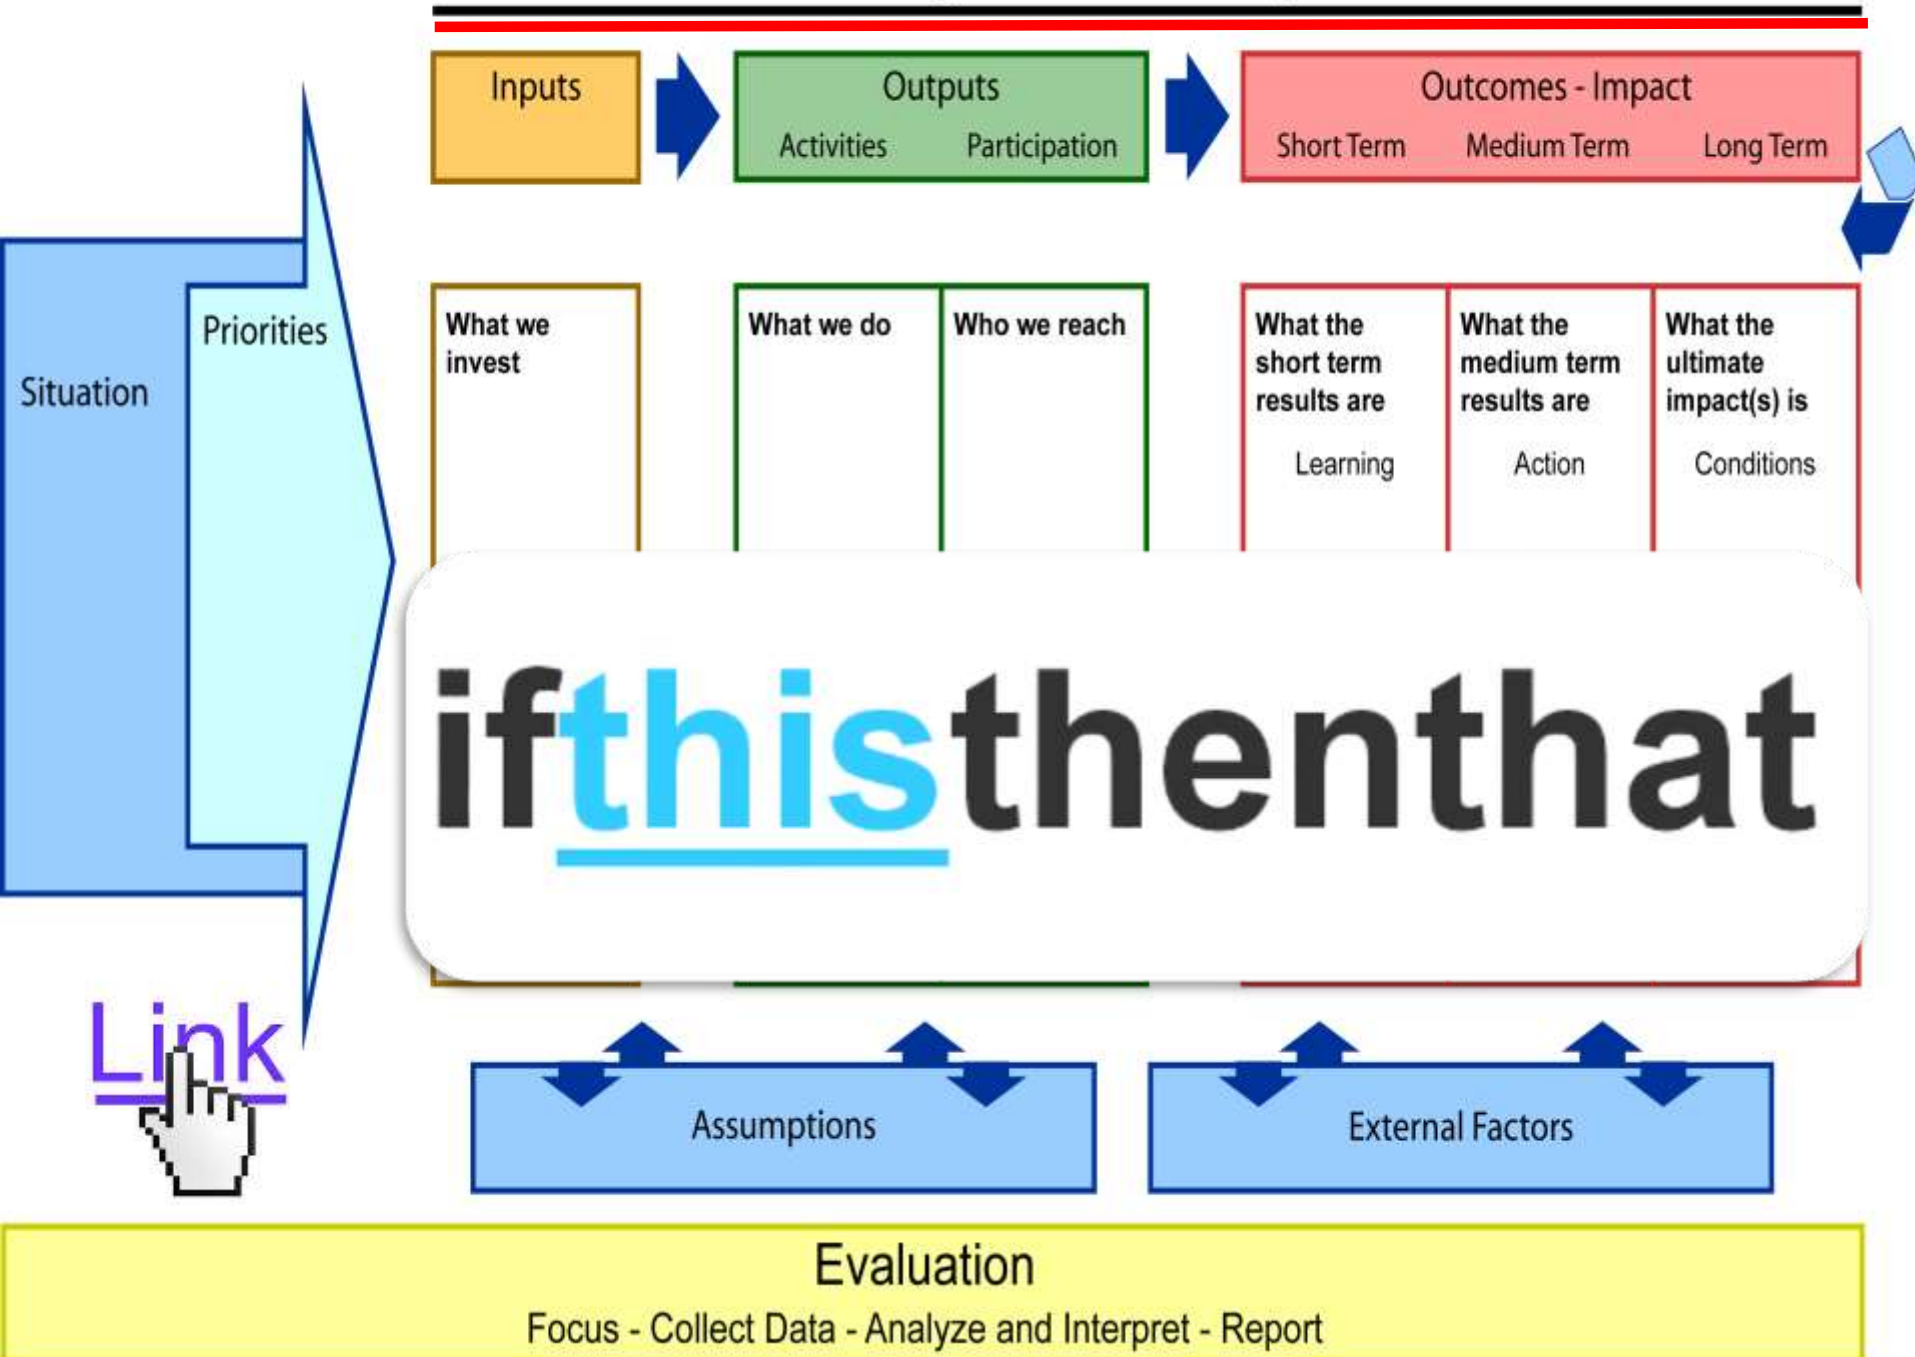 Inputs
Outputs
Activities Participation
Outcomes - Impact
Short Term Medium Term Long Term
Situation
Priorities
What we
invest
What we do
Who we reach
What the
short term
results are
Learning
What the
medium term
results are
Action
What the
ultimate
impact(s) is
Conditions
ifthisthenthat
Link
Assumptions
External Factors
Evaluation
Focus - Collect Data - Analyze and Interpret - Report